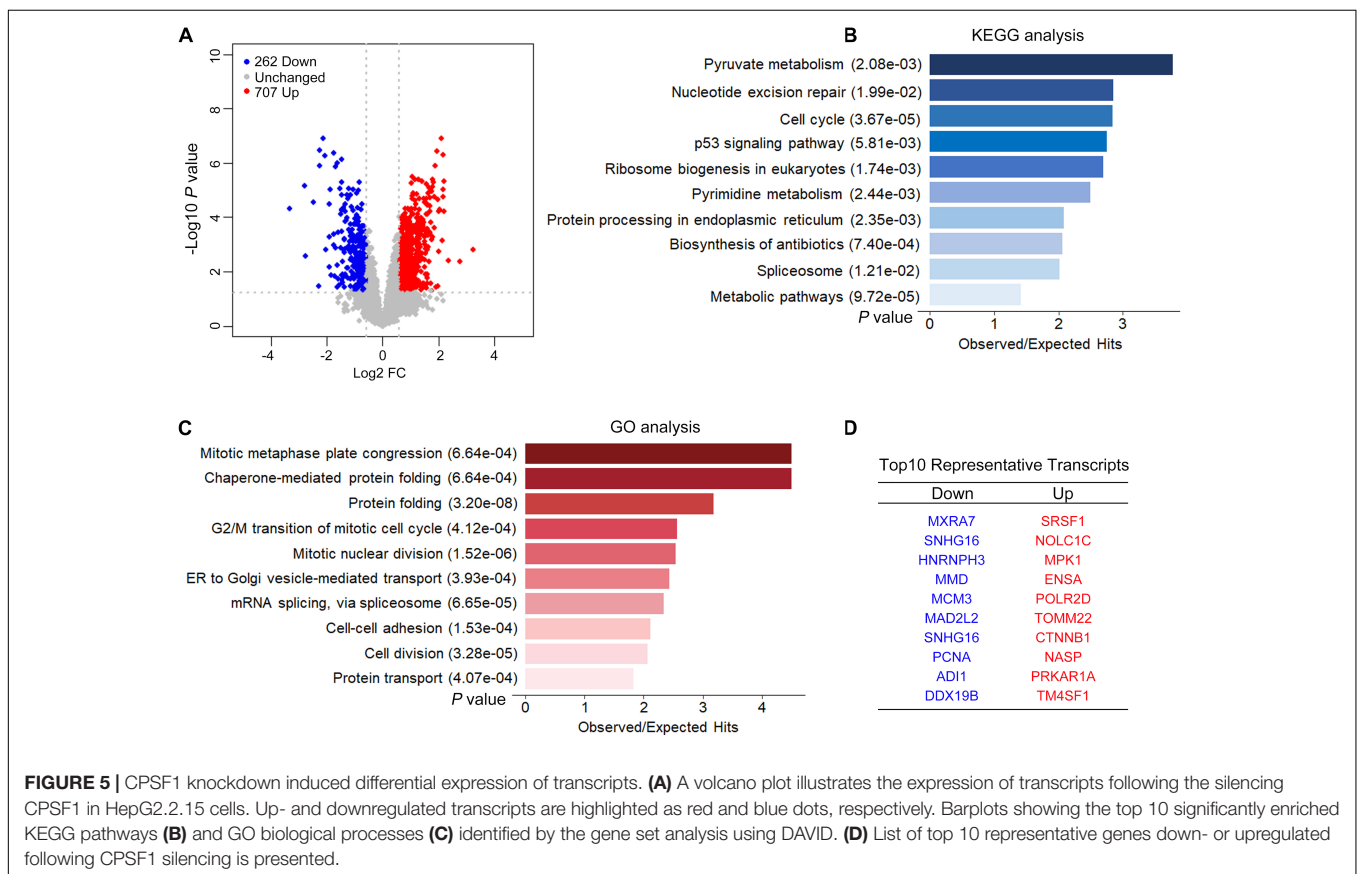 A
262 Down
Unchanged
707 Up
-Log10 P value
0
2
4
6
8
10
-4
-2
0
2
4
Log2 FC
B
KEGG analysis
Pyruvate metabolism (2.08e-03)
Nucleotide excision repair (1.99e-02)
Cell cycle (3.67e-05)
p53 signaling pathway (5.81e-03)
Ribosome biogenesis in eukaryotes (1.74e-03)
Pyrimidine metabolism (2.44e-03)
Protein processing in endoplasmic reticulum (2.35e-03)
Biosynthesis of antibiotics (7.40e-04)
Spliceosome (1.21e-02)
Metabolic pathways (9.72e-05)
P value
0
1
2
3
Observed/Expected Hits
C
GO analysis
Mitotic metaphase plate congression (6.64e-04)
Chaperone-mediated protein folding (6.64e-04)
Protein folding (3.20e-08)
G2/M transition of mitotic cell cycle (4.12e-04)
Mitotic nuclear division (1.52e-06)
ER to Golgi vesicle-mediated transport (3.93e-04)
mRNA splicing, via spliceosome (6.65e-05)
Cell-cell adhesion (1.53e-04)
Cell division (3.28e-05)
Protein transport (4.07e-04)
P value
0
1
2
3
4
Observed/Expected Hits
D
Top10 Representative Transcripts
Down Up
MXRA7 SRSF1
SNHG16 NOLC1C
HNRNPH3 MPK1
MMD ENSA
MCM3 POLR2D
MAD2L2 TOMM22
SNHG16 CTNNB1
PCNA NASP
ADI1 PRKAR1A
DDX19B TM4SF1
FIGURE 5 | CPSF1 knockdown induced differential expression of transcripts. (A) A volcano plot illustrates the expression of transcripts following the silencing
CPSF1 in HepG2.2.15 cells. Up- and downregulated transcripts are highlighted as red and blue dots, respectively. Barplots showing the top 10 significantly enriched
KEGG pathways (B) and GO biological processes (C) identified by the gene set analysis using DAVID. (D) List of top 10 representative genes down- or upregulated
following CPSF1 silencing is presented.